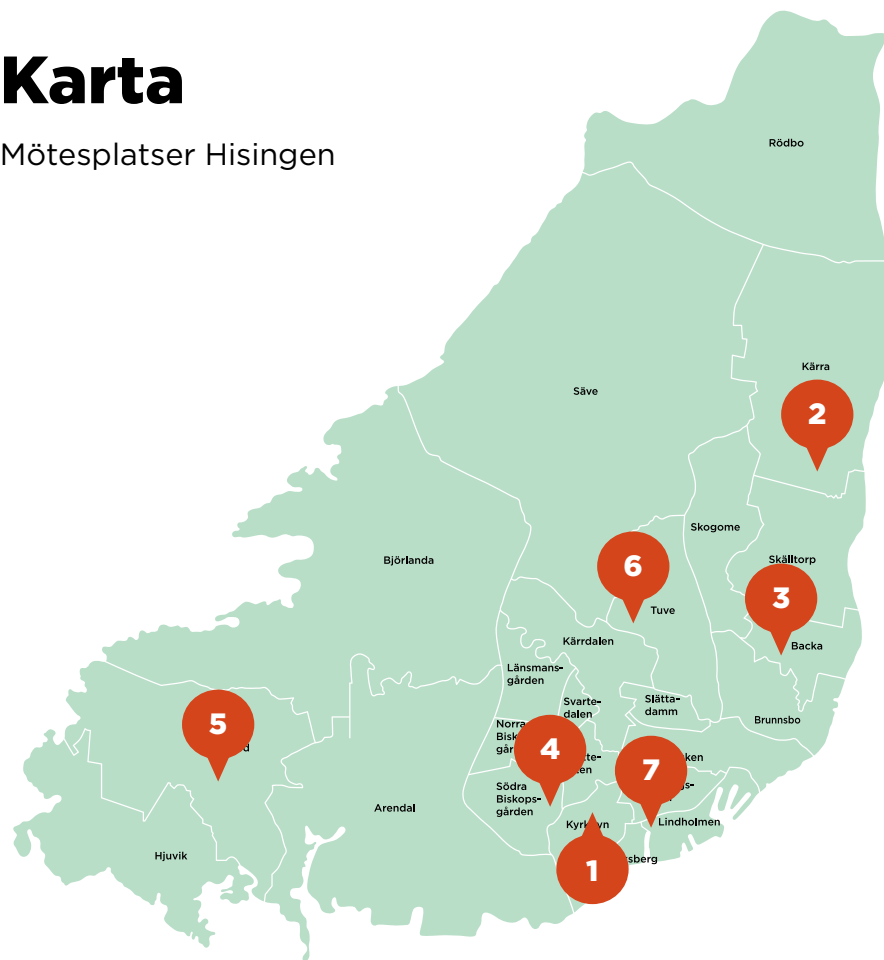 Karta
Mötesplatser Hisingen
Rödbo
Kärra
2
Säve
Skogome
Björlanda
6
Skälltorp
3
Tuve
Kärrdalen
Backa
Länsmans-
gården
Svarte-
dalen
Slätta-
damm
Brunnsbo
5
Norra
4
7
Södra
Biskops-
gården
Arendal
Lindholmen
Hjuvik
1